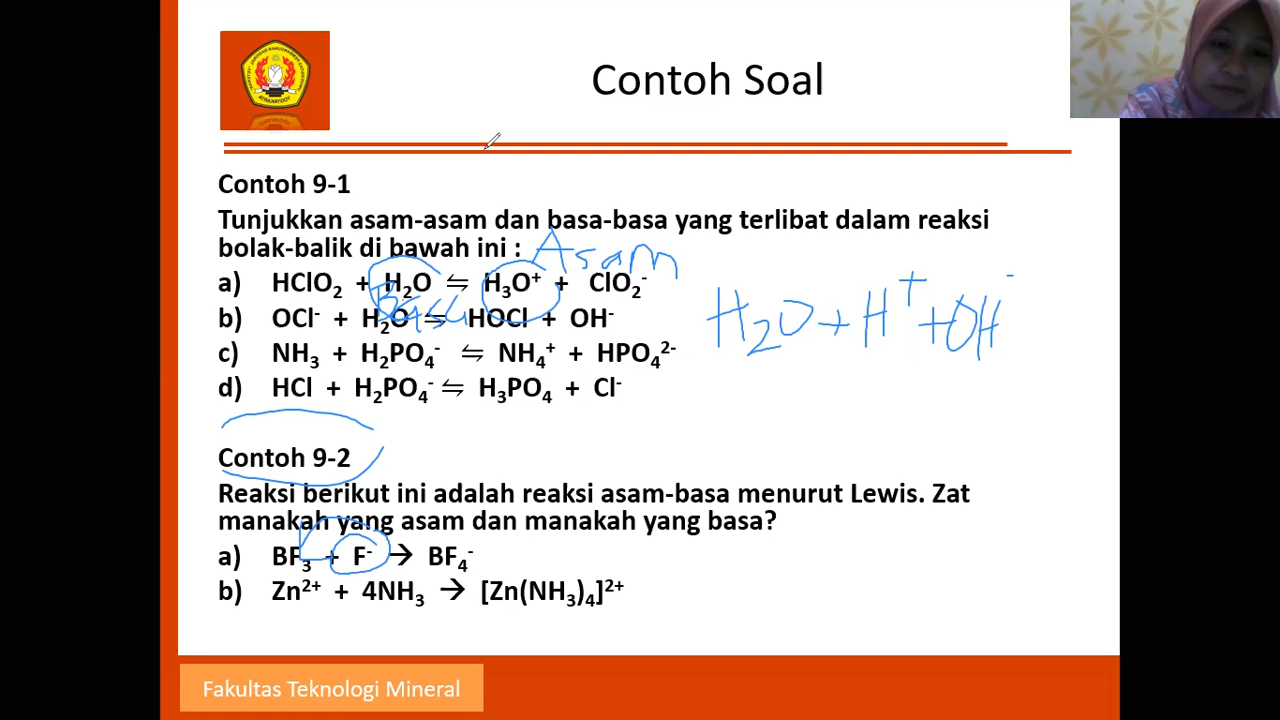 Contoh Soal
Contoh 9-1
Tunjukkan asam-asam dan basa-basa yang terlibat dalam reaksi
bolak-balik di bawah ini :
Asam
a) HClO₂ + H₂O ⇋ H₃O⁺ + ClO₂⁻
Basa
H₂O + H⁺ + OH⁻
b) OCl⁻ + H₂O ⇋ HOCl + OH⁻
c) NH₃ + H₂PO₄⁻ ⇋ NH₄⁺ + HPO₄²⁻
d) HCl + H₂PO₄⁻ ⇋ H₃PO₄ + Cl⁻
Contoh 9-2
Reaksi berikut ini adalah reaksi asam-basa menurut Lewis. Zat
manakah yang asam dan manakah yang basa?
a) BF₃ + F⁻ → BF₄⁻
b) Zn²⁺ + 4NH₃ → [Zn(NH₃)₄]²⁺
Fakultas Teknologi Mineral